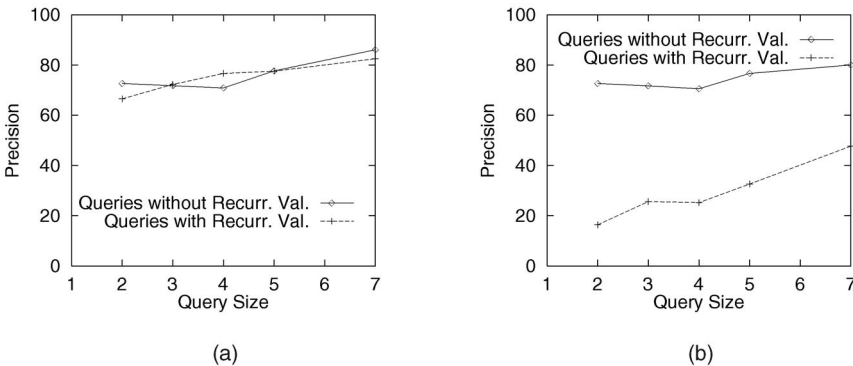 100
80
60
40
20
0
Precision
Queries without Recurr. Val.
Queries with Recurr. Val.
1 2 3 4 5 6 7
Query Size
(a)
100
80
60
40
20
0
Precision
Queries without Recurr. Val.
Queries with Recurr. Val.
1 2 3 4 5 6 7
Query Size
(b)